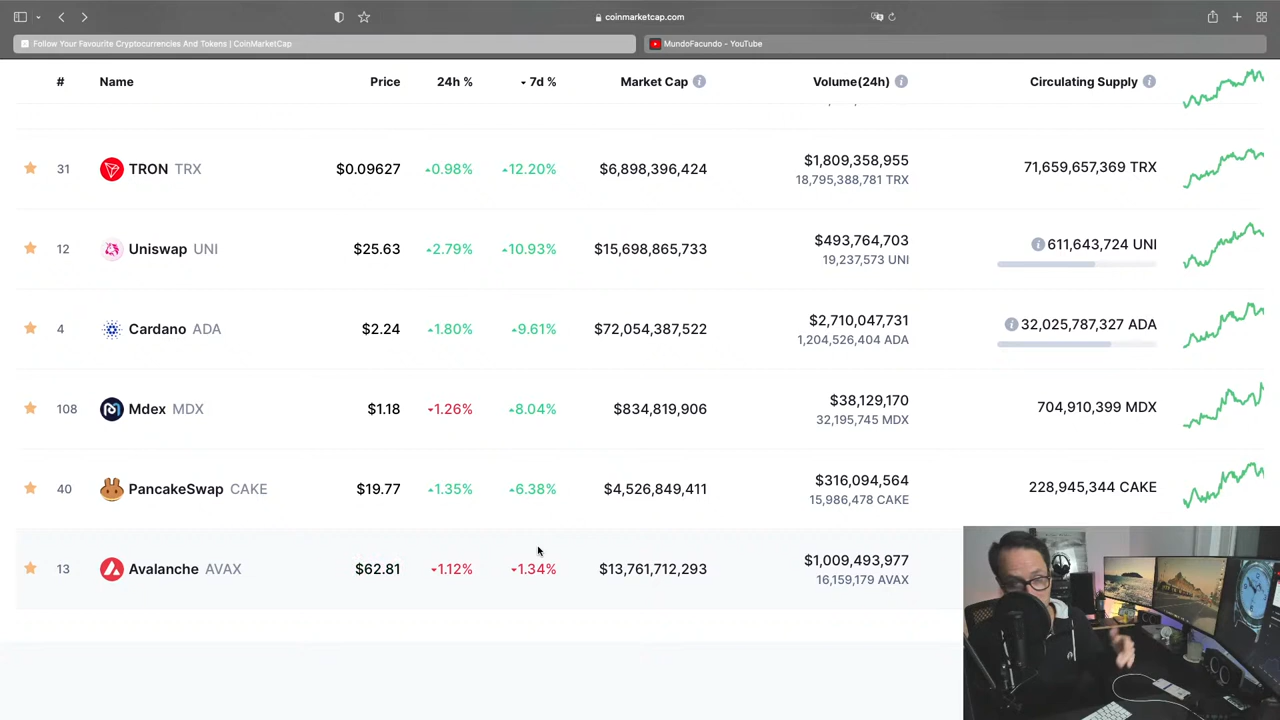 coinmarketcap.com
Follow Your Favourite Cryptocurrencies And Tokens | CoinMarketCap
MundoFacundo - YouTube
# Name Price 24h % 7d % Market Cap Volume(24h) Circulating Supply
31 TRON TRX $0.09627 0.98% 12.20% $6,898,396,424 $1,809,358,955 71,659,657,369 TRX
18,795,388,781 TRX
12 Uniswap UNI $25.63 2.79% 10.93% $15,698,865,733 $493,764,703 611,643,724 UNI
19,237,573 UNI
4 Cardano ADA $2.24 1.80% 9.61% $72,054,387,522 $2,710,047,731 32,025,787,327 ADA
1,204,526,404 ADA
108 Mdex MDX $1.18 1.26% 8.04% $834,819,906 $38,129,170 704,910,399 MDX
32,195,745 MDX
40 PancakeSwap CAKE $19.77 1.35% 6.38% $4,526,849,411 $316,094,564 228,945,344 CAKE
15,986,478 CAKE
13 Avalanche AVAX $62.81 1.12% 1.34% $13,761,712,293 $1,009,493,977
16,159,179 AVAX